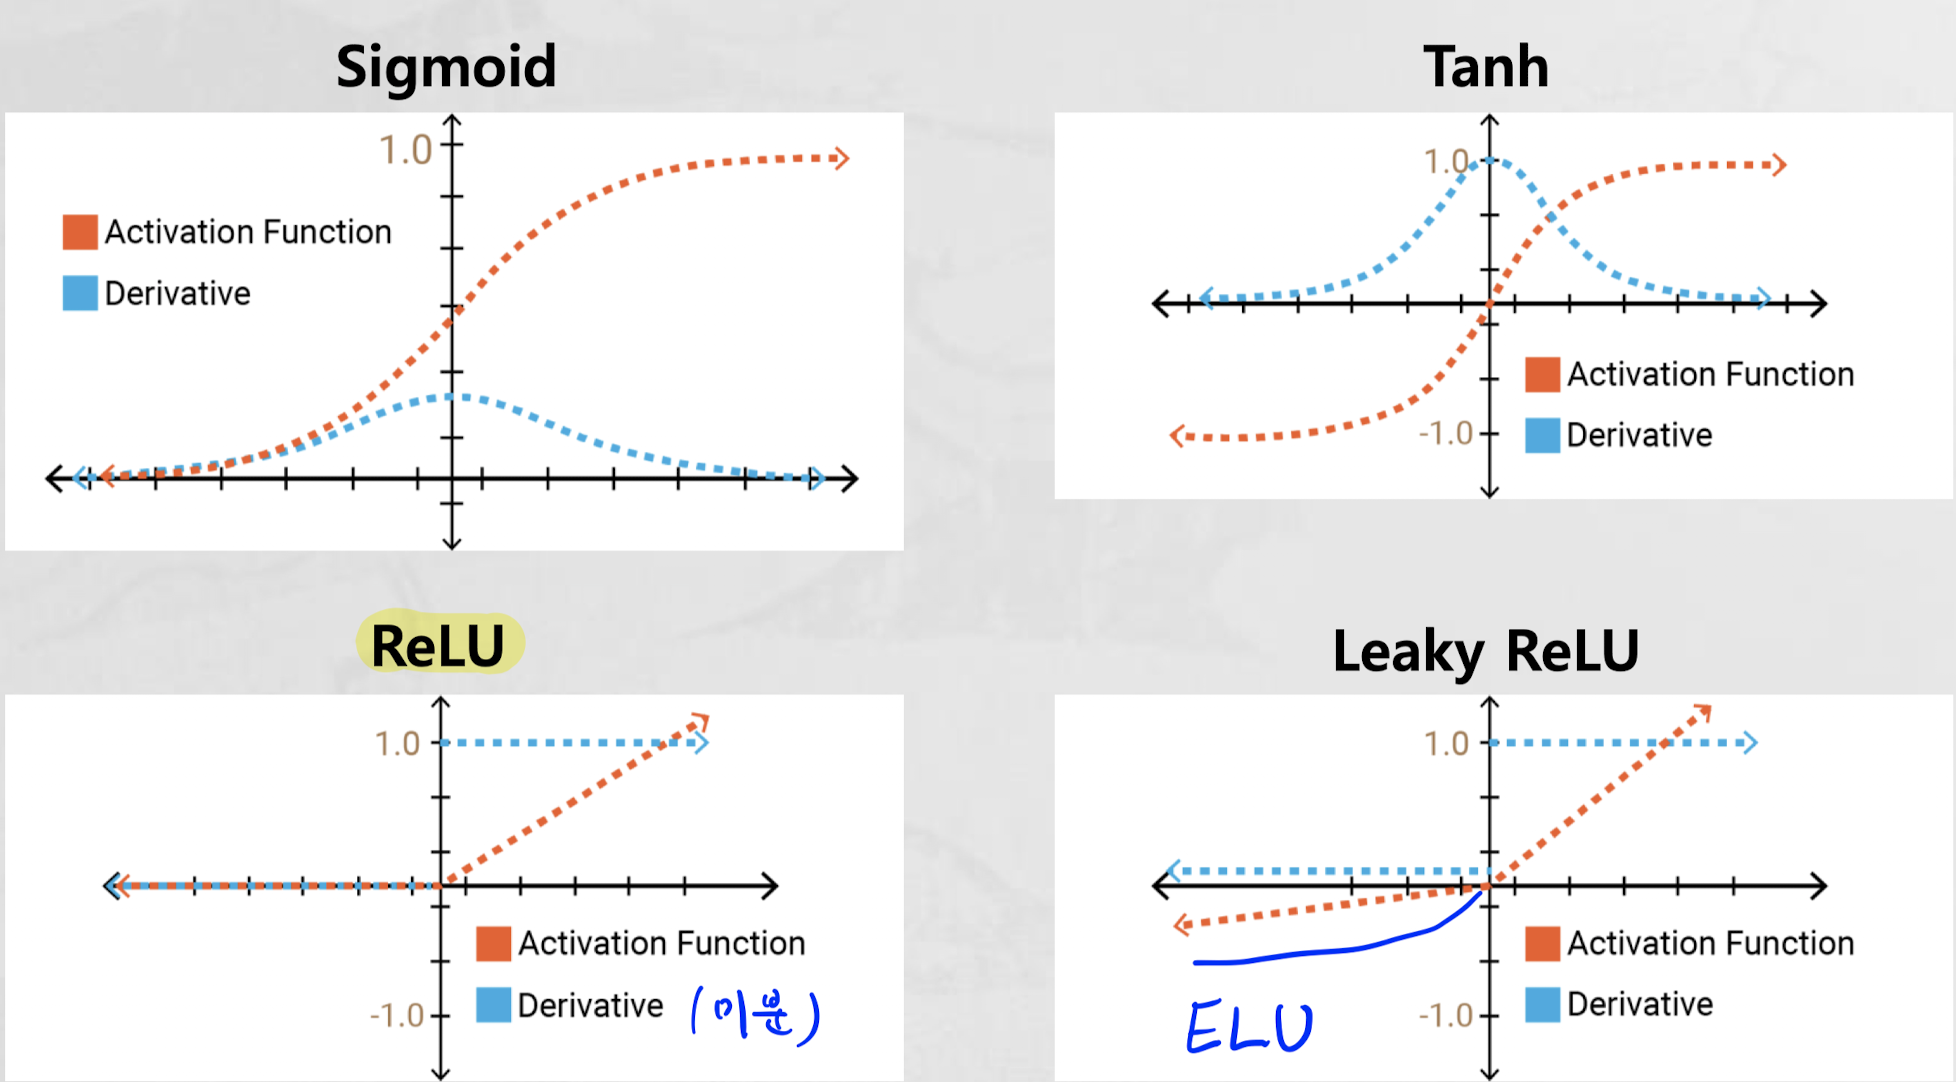 Sigmoid
1.0
Activation Function
Derivative
Tanh
1.0
Activation Function
-1.0
Derivative
ReLU
1.0
Activation Function
Derivative (미분)
-1.0
Leaky ReLU
1.0
Activation Function
Derivative
-1.0
ELU